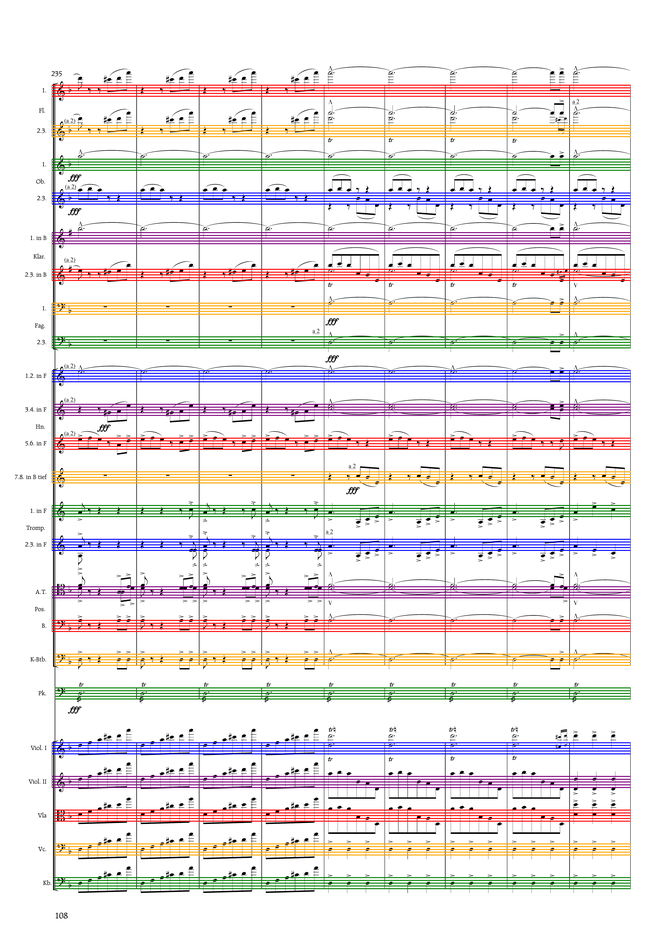 235
1.
Fl.
(a 2)
2.3.
a 2
1.
fff
Ob.
(a 2)
2.3.
fff
1. in B
Klar.
(a 2)
2.3. in B
1.
Fag.
fff
2.3.
a 2
fff
(a 2)
1.2. in F
(a 2)
3.4. in F
Hn.
fff
(a 2)
5.6. in F
a 2
7.8. in B tief
fff
1. in F
Tromp.
a 2
2.3. in F
A.T.
Pos.
B.
K-Btb.
Pk.
fff
Viol. I
Viol. II
Vla
Vc.
Kb.
108